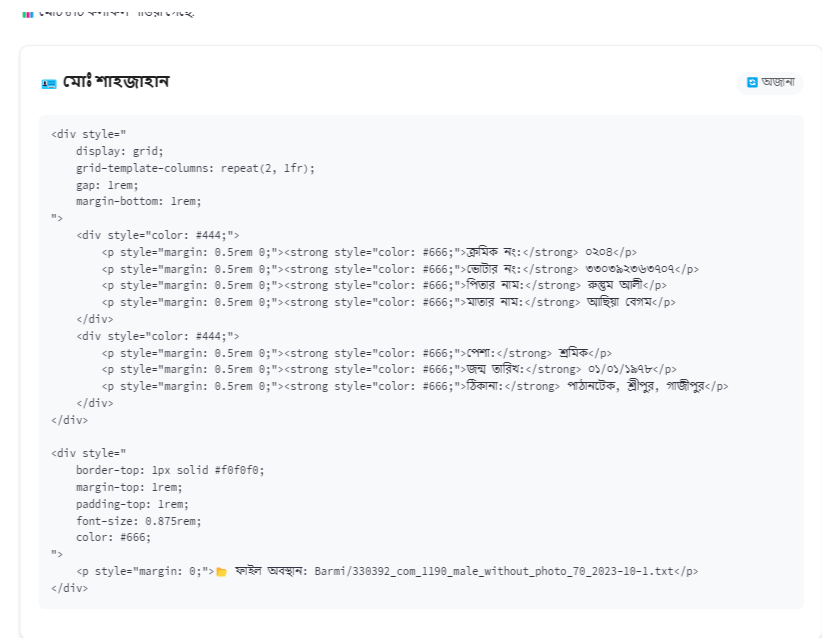 মোঃ শাহজাহান
অজানা
<div style="
display: grid;
grid-template-columns: repeat(2, 1fr);
gap: 1rem;
margin-bottom: 1rem;
">
<div style="color: #444;">
<p style="margin: 0.5rem 0;"><strong style="color: #666;">ক্রমিক নং:</strong> ০২০৪</p>
<p style="margin: 0.5rem 0;"><strong style="color: #666;">ভোটার নং:</strong> ৩৩০৩৯২৩৬৩৭০৭</p>
<p style="margin: 0.5rem 0;"><strong style="color: #666;">পিতার নাম:</strong> রুস্তুম আলী</p>
<p style="margin: 0.5rem 0;"><strong style="color: #666;">মাতার নাম:</strong> আছিয়া বেগম</p>
</div>
<div style="color: #444;">
<p style="margin: 0.5rem 0;"><strong style="color: #666;">পেশা:</strong> শ্রমিক</p>
<p style="margin: 0.5rem 0;"><strong style="color: #666;">জন্ম তারিখ:</strong> ০১/০১/১৯৭৮</p>
<p style="margin: 0.5rem 0;"><strong style="color: #666;">ঠিকানা:</strong> পাঠানটেক, শ্রীপুর, গাজীপুর</p>
</div>
</div>
<div style="
border-top: 1px solid #f0f0f0;
margin-top: 1rem;
padding-top: 1rem;
font-size: 0.875rem;
color: #666;
">
<p style="margin: 0;">📂 ফাইল অবস্থান: Barmi/330392_com_1190_male_without_photo_70_2023-10-1.txt</p>
</div>